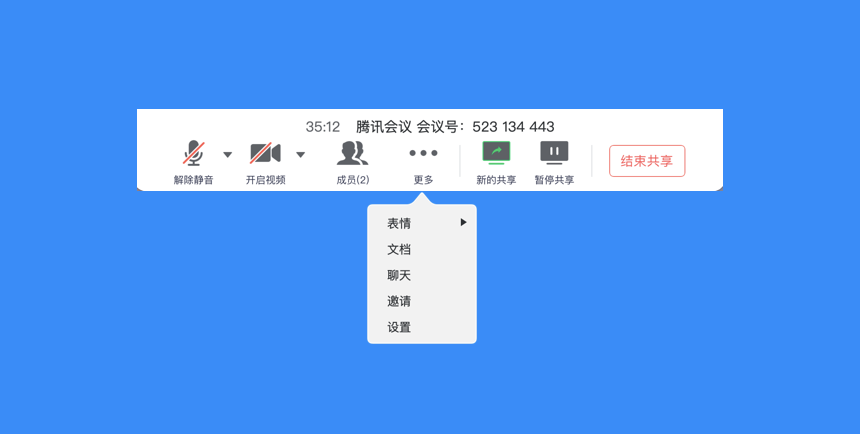 35:12 腾讯会议 会议号：523 134 443
解除静音 开启视频 成员(2) 更多 新的共享 暂停共享 结束共享
表情
文档
聊天
邀请
设置